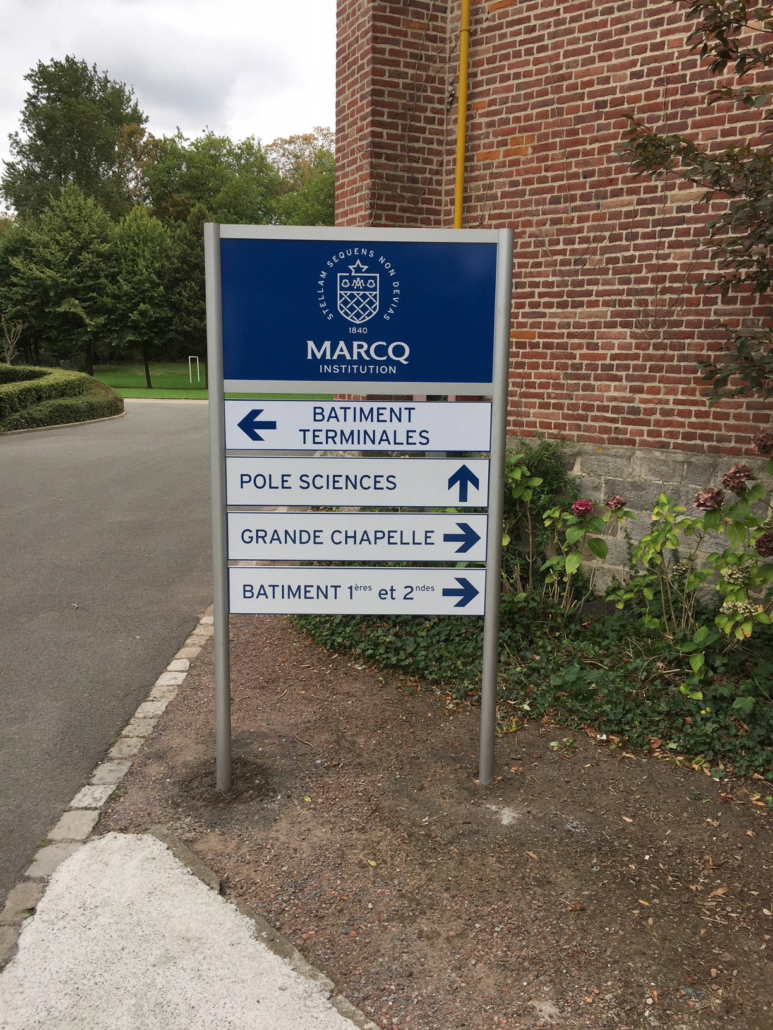 STELLAM SEQUENS NON DEVIAS
1840
MARCQ
INSTITUTION
BATIMENT
TERMINALES
POLE SCIENCES
GRANDE CHAPELLE
BATIMENT 1ères et 2ndes